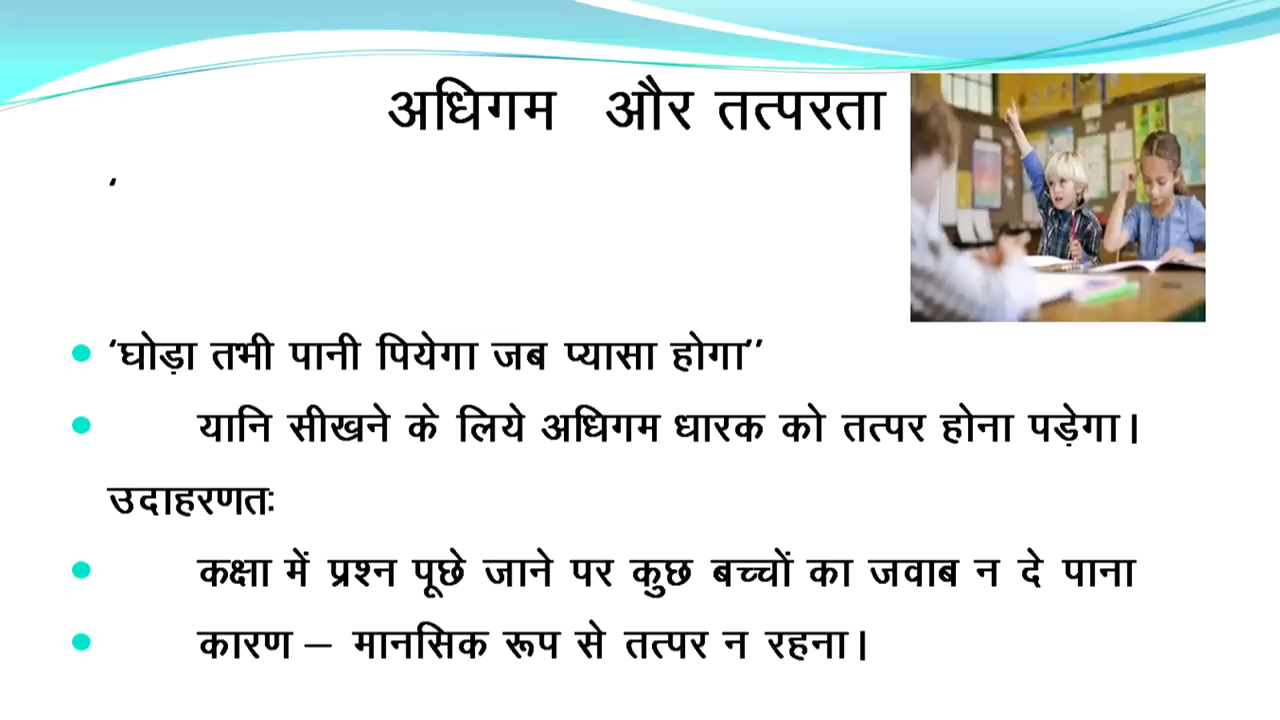 अधिगम और तत्परता
‘
‘घोड़ा तभी पानी पियेगा जब प्यासा होगा’’
यानि सीखने के लिये अधिगम धारक को तत्पर होना पड़ेगा।
उदाहरणतः
कक्षा में प्रश्न पूछे जाने पर कुछ बच्चों का जवाब न दे पाना
कारण – मानसिक रूप से तत्पर न रहना।